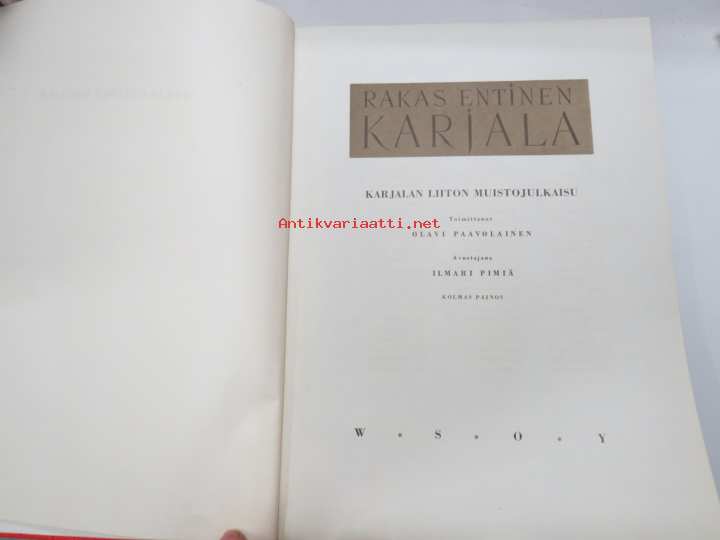 RAKAS ENTINEN
KARJALA
KARJALAN LIITON MUISTOJULKAISU
Toimittanut
OLAVI PAAVOLAINEN
Avustajana
ILMARI PIMIÄ
KOLMAS PAINOS
W * S * O * Y
Antikvariaatti.net